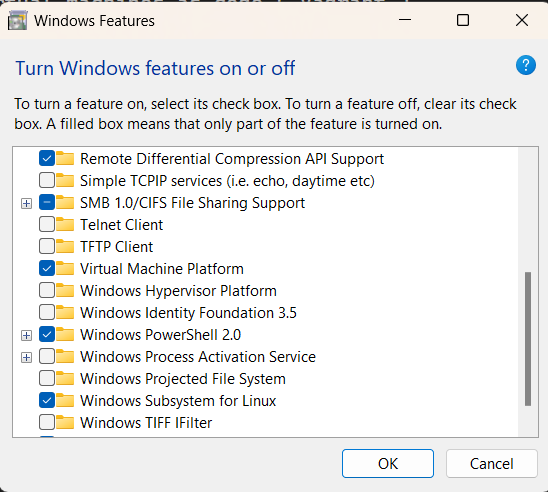 Windows Features
Turn Windows features on or off
To turn a feature on, select its check box. To turn a feature off, clear its check
box. A filled box means that only part of the feature is turned on.
Remote Differential Compression API Support
Simple TCPIP services (i.e. echo, daytime etc)
SMB 1.0/CIFS File Sharing Support
Telnet Client
TFTP Client
Virtual Machine Platform
Windows Hypervisor Platform
Windows Identity Foundation 3.5
Windows PowerShell 2.0
Windows Process Activation Service
Windows Projected File System
Windows Subsystem for Linux
Windows TIFF IFilter
OK
Cancel